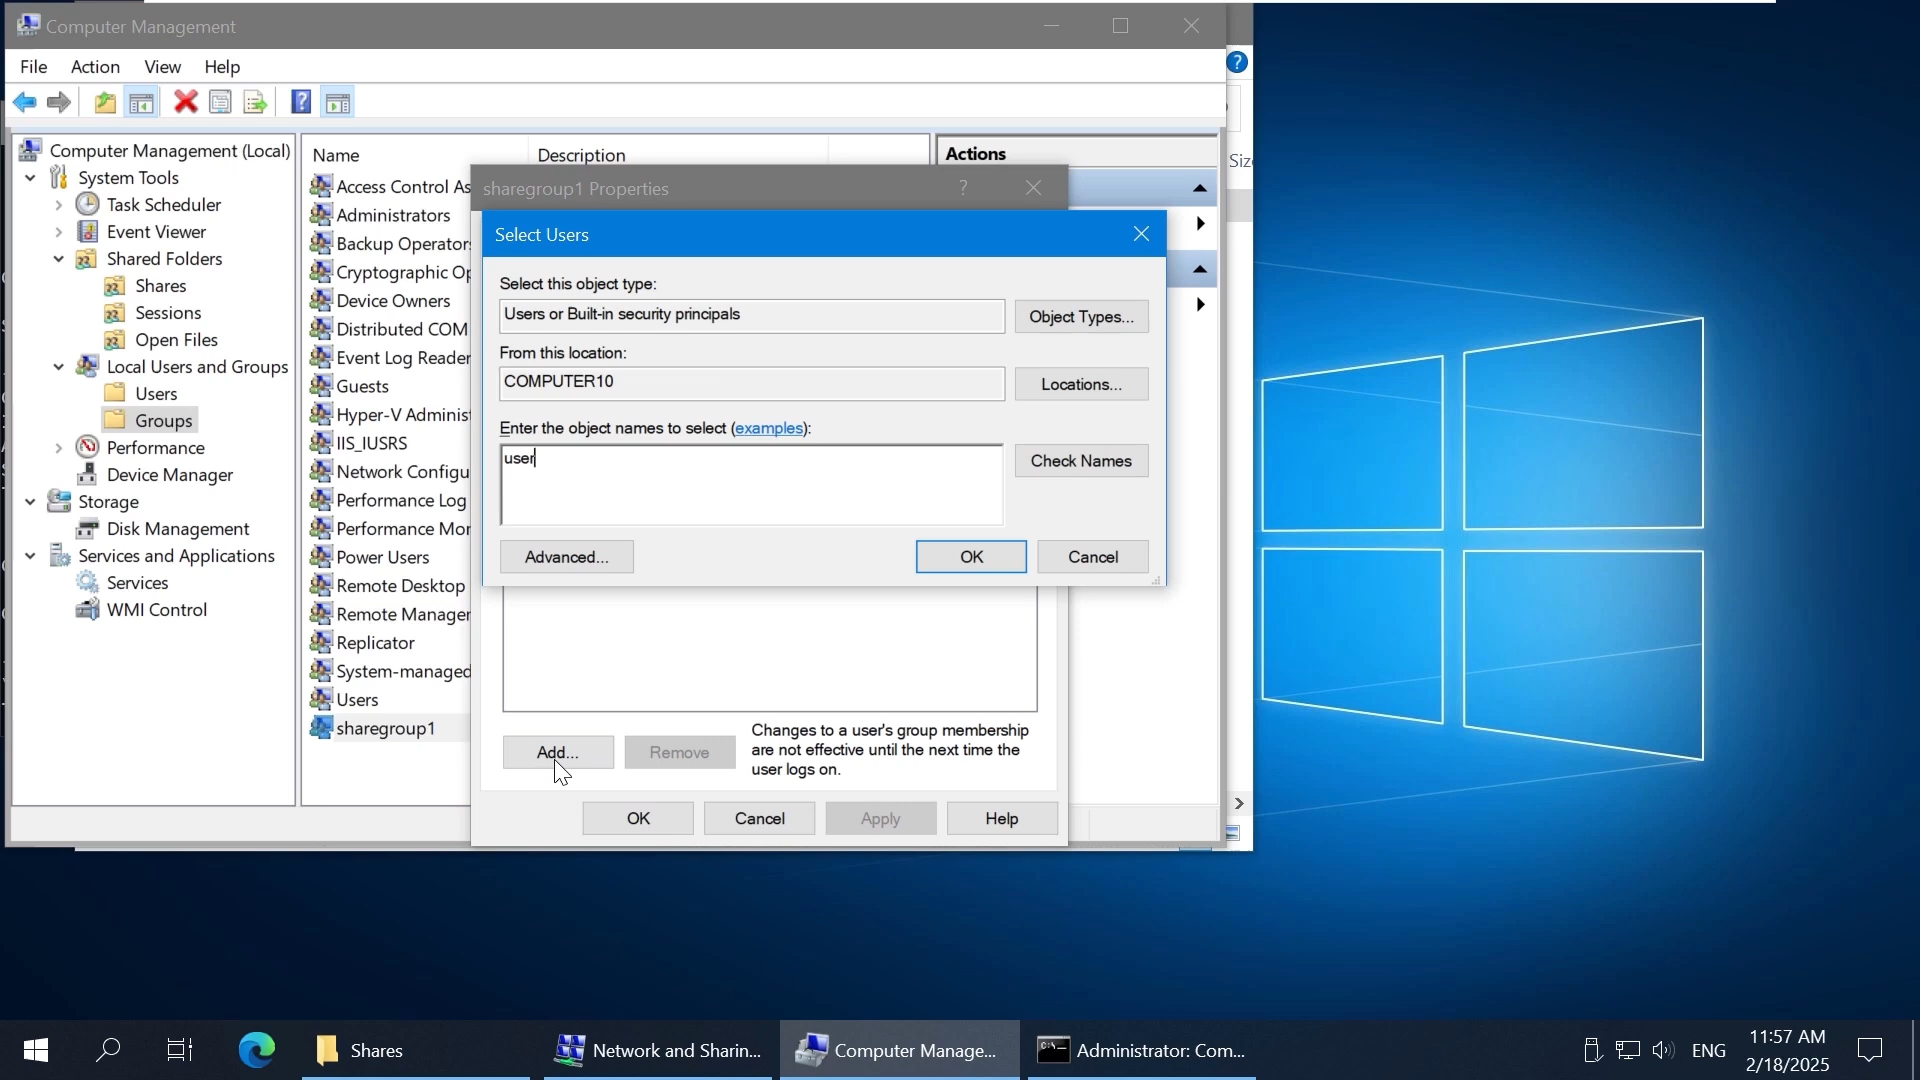 Computer Management
File Action View Help
Computer Management (Local)
System Tools
Task Scheduler
Event Viewer
Shared Folders
Shares
Sessions
Open Files
Local Users and Groups
Users
Groups
Performance
Device Manager
Storage
Disk Management
Services and Applications
Services
WMI Control
Name Description
Access Control As
Administrators
Backup Operators
Cryptographic Op
Device Owners
Distributed COM
Event Log Reader
Guests
Hyper-V Administ
IIS_IUSRS
Network Configu
Performance Log
Performance Mor
Power Users
Remote Desktop
Remote Manager
Replicator
System-managed
Users
sharegroup1
Actions
Siz
sharegroup1 Properties
?
Select Users
Select this object type:
Users or Built-in security principals
Object Types...
From this location:
COMPUTER10
Locations...
Enter the object names to select (examples):
user
Check Names
Advanced...
OK
Cancel
Add...
Remove
Changes to a user's group membership
are not effective until the next time the
user logs on.
OK
Cancel
Apply
Help
Shares
Network and Sharin...
Computer Manage...
Administrator: Com...
ENG
11:57 AM
2/18/2025